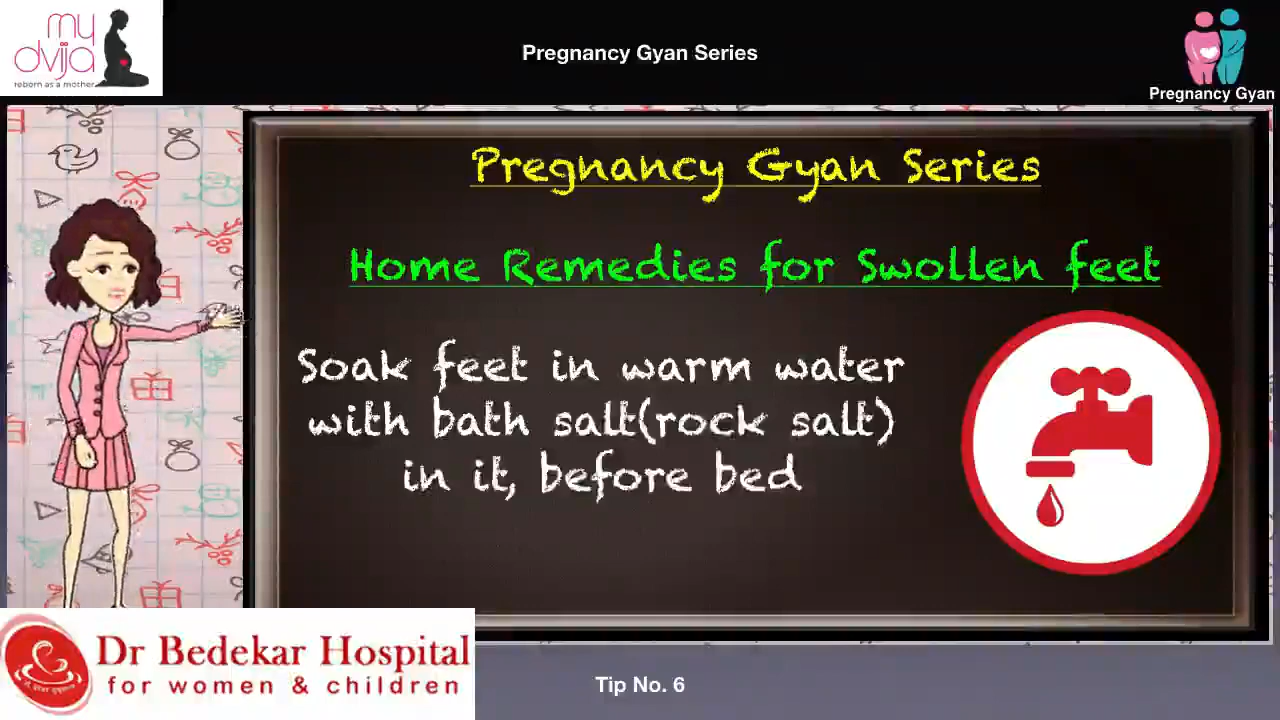 my
dvija
reborn as a mother
Pregnancy Gyan Series
Pregnancy Gyan
Pregnancy Gyan Series
Home Remedies for Swollen feet
Soak feet in warm water
with bath salt(rock salt)
in it, before bed
Dr Bedekar Hospital
for women & children
Tip No. 6